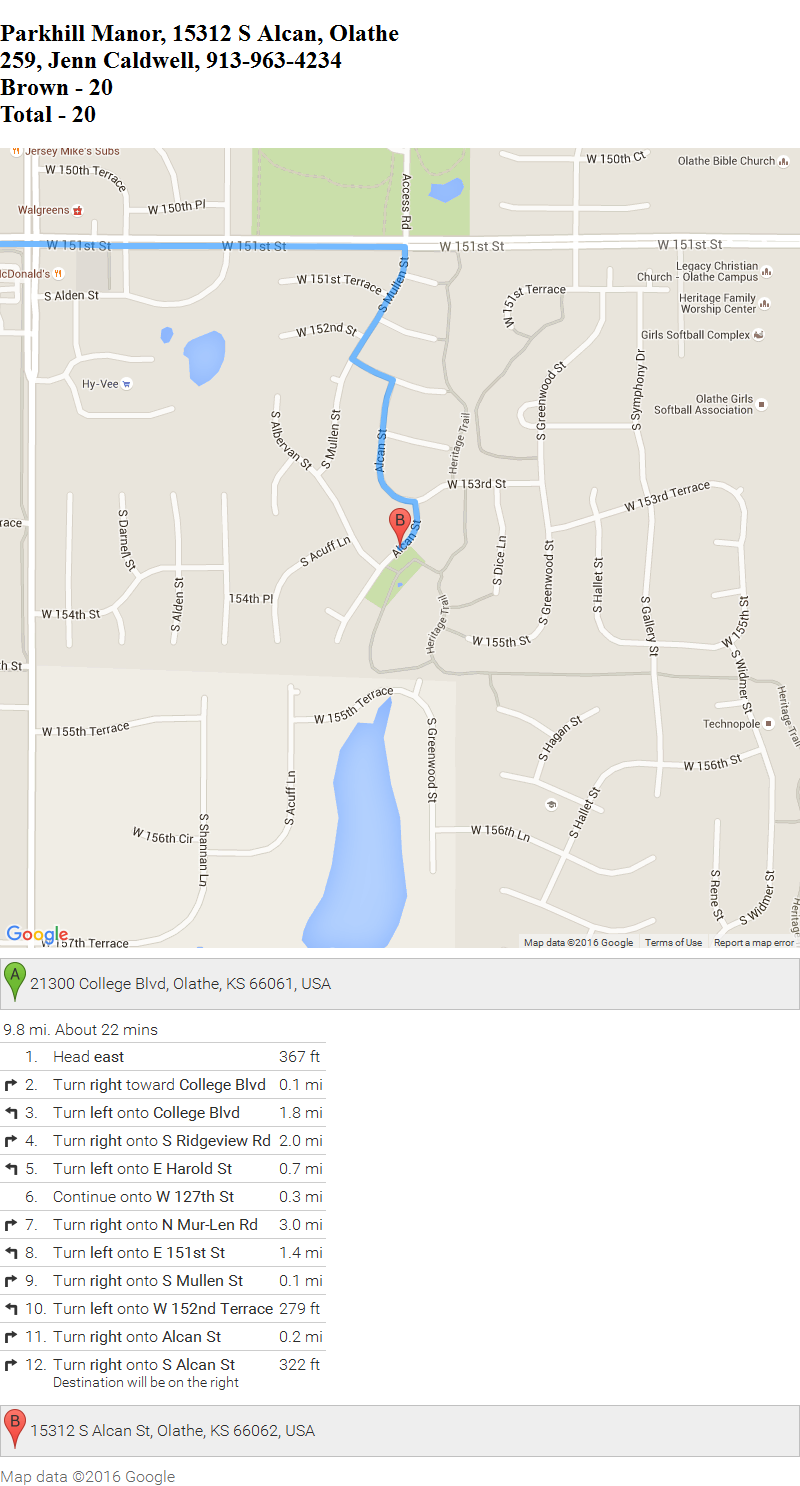 Parkhill Manor, 15312 S Alcan, Olathe
259, Jenn Caldwell, 913-963-4234
Brown - 20
Total - 20
Jersey Mike's Subs
W 150th Terrace
W 150th Ct
Olathe Bible Church
Access Rd
Walgreens
W 150th Pl
W 151st St
W 151st St
W 151st St
W 151st St
McDonald's
S Alden St
W 151st Terrace
S Mullen St
W 151st Terrace
Legacy Christian
Church - Olathe Campus
Heritage Family
Worship Center
W 152nd St
Girls Softball Complex
Hy-Vee
S Greenwood St
S Symphony Dr
Olathe Girls
Softball Association
S Albervan St
S Mullen St
Alcan St
Heritage Trail
W 153rd St
W 153rd Terrace
race
S Darnell St
B
Alcan St
S Acuff Ln
S Dice Ln
S Greenwood St
S Hallet St
S Alden St
154th Pl
W 154th St
Heritage Trail
S Gallery St
W 155th St
W 155th St
th St
S Widmer St
W 155th Terrace
W 155th Terrace
S Greenwood St
S Hagan St
Technopole
Heritage Trail
W 156th St
S Acuff Ln
S Shannan Ln
W 156th Cir
W 156th Ln
S Hallet St
S Rene St
S Widmer St
Heritag
Google
W 157th Terrace
Map data ©2016 Google Terms of Use Report a map error
A 21300 College Blvd, Olathe, KS 66061, USA
9.8 mi. About 22 mins
1. Head east 367 ft
2. Turn right toward College Blvd 0.1 mi
3. Turn left onto College Blvd 1.8 mi
4. Turn right onto S Ridgeview Rd 2.0 mi
5. Turn left onto E Harold St 0.7 mi
6. Continue onto W 127th St 0.3 mi
7. Turn right onto N Mur-Len Rd 3.0 mi
8. Turn left onto E 151st St 1.4 mi
9. Turn right onto S Mullen St 0.1 mi
10. Turn left onto W 152nd Terrace 279 ft
11. Turn right onto Alcan St 0.2 mi
12. Turn right onto S Alcan St 322 ft
Destination will be on the right
B 15312 S Alcan St, Olathe, KS 66062, USA
Map data ©2016 Google